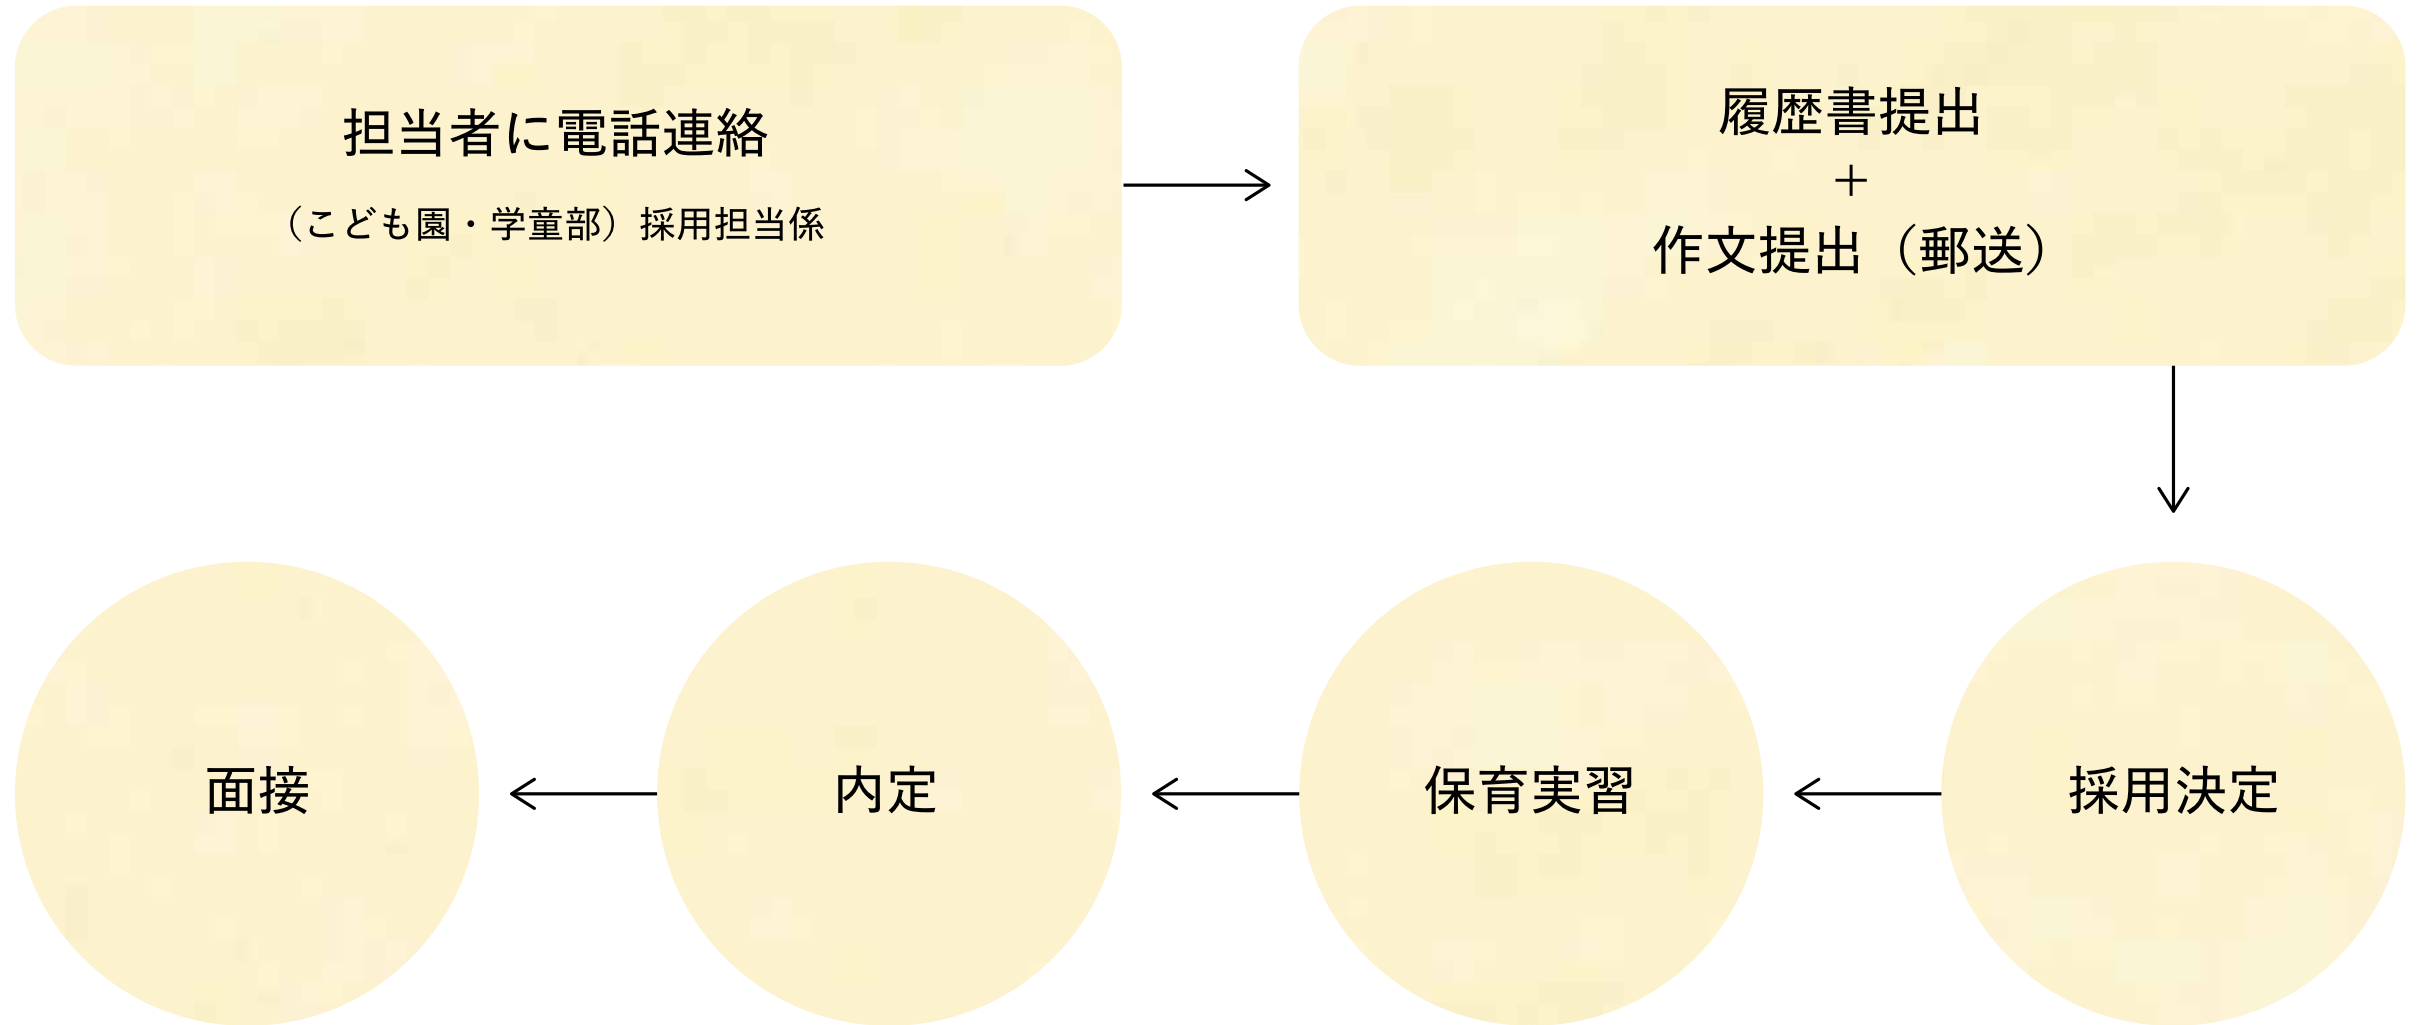 担当者に電話連絡
（こども園・学童部）採用担当係
履歴書提出
＋
作文提出（郵送）
面接
内定
保育実習
採用決定